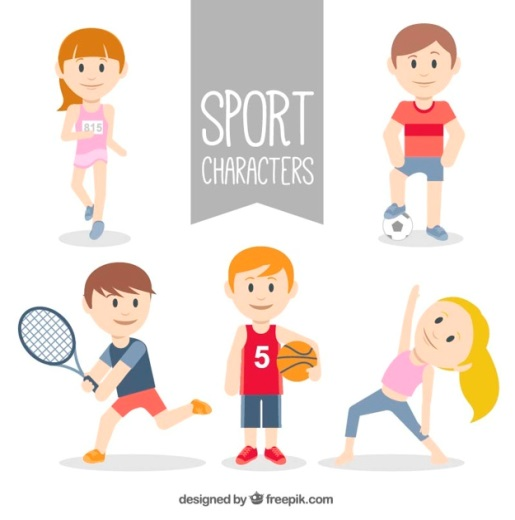 815
SPORT
CHARACTERS
5
designed by freepik.com